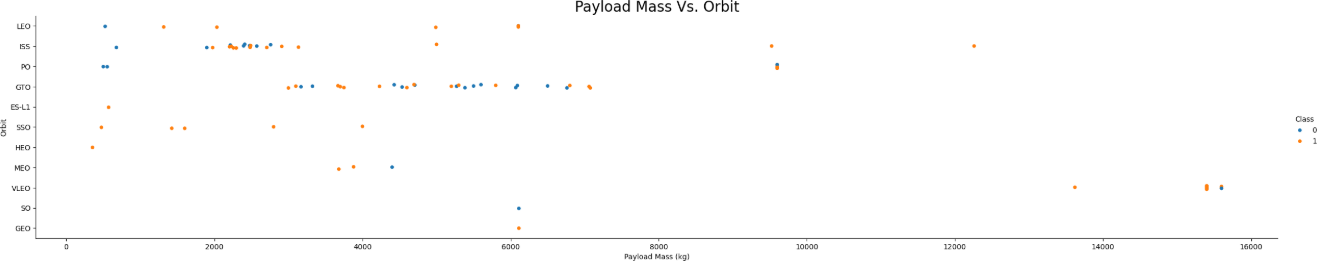 Payload Mass Vs. Orbit
LEO
ISS
PO
GTO
ES-L1
SSO
HEO
MEO
VLEO
SO
GEO
Orbit
0 2000 4000 6000 8000 10000 12000 14000 16000
Payload Mass (kg)
Class
0
1